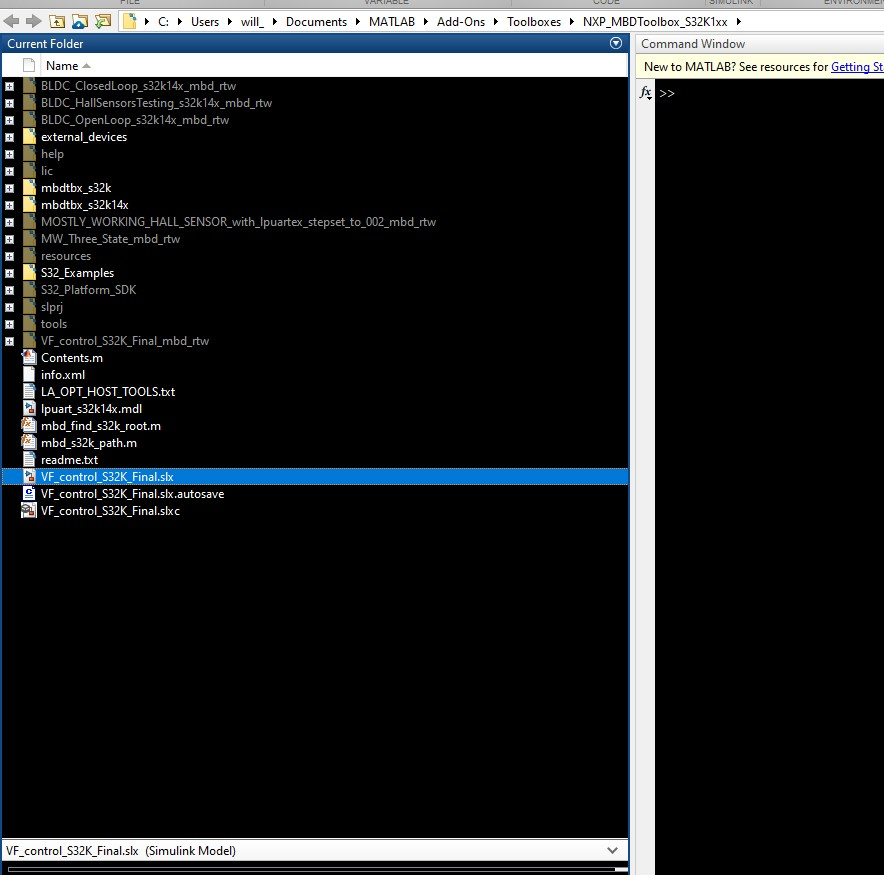 FILE VARIABLE CODE SIMULINK ENVIRONMEN
C: Users will_ Documents MATLAB Add-Ons Toolboxes NXP_MBDToolbox_S32K1xx
Current Folder
Name
BLDC_ClosedLoop_s32k14x_mbd_rtw
BLDC_HallSensorsTesting_s32k14x_mbd_rtw
BLDC_OpenLoop_s32k14x_mbd_rtw
external_devices
help
lic
mbdtbx_s32k
mbdtbx_s32k14x
MOSTLY_WORKING_HALL_SENSOR_with_lpuartex_stepset_to_002_mbd_rtw
MW_Three_State_mbd_rtw
resources
S32_Examples
S32_Platform_SDK
slprj
tools
VF_control_S32K_Final_mbd_rtw
Contents.m
info.xml
LA_OPT_HOST_TOOLS.txt
lpuart_s32k14x.mdl
mbd_find_s32k_root.m
mbd_s32k_path.m
readme.txt
VF_control_S32K_Final.slx
VF_control_S32K_Final.slx.autosave
VF_control_S32K_Final.slxc
VF_control_S32K_Final.slx (Simulink Model)
Command Window
New to MATLAB? See resources for Getting St
fx >>